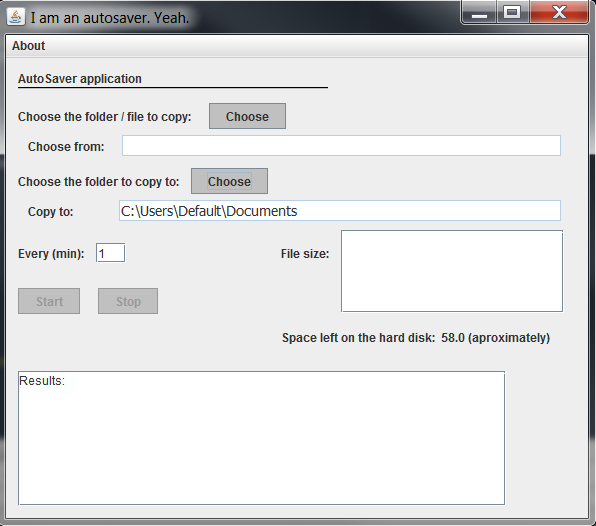 I am an autosaver. Yeah.
About
AutoSaver application
Choose the folder / file to copy: Choose
Choose from:
Choose the folder to copy to: Choose
Copy to: C:\Users\Default\Documents
Every (min): 1 File size:
Start Stop
Space left on the hard disk: 58.0 (aproximately)
Results: